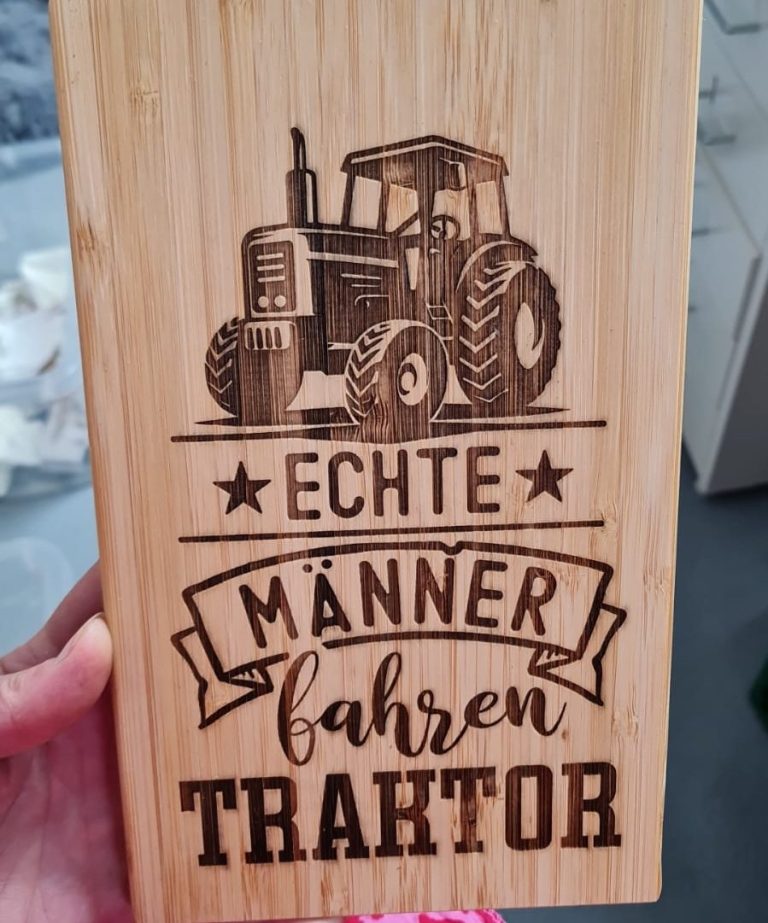 ECHTE
MÄNNER
fahren
TRAKTOR